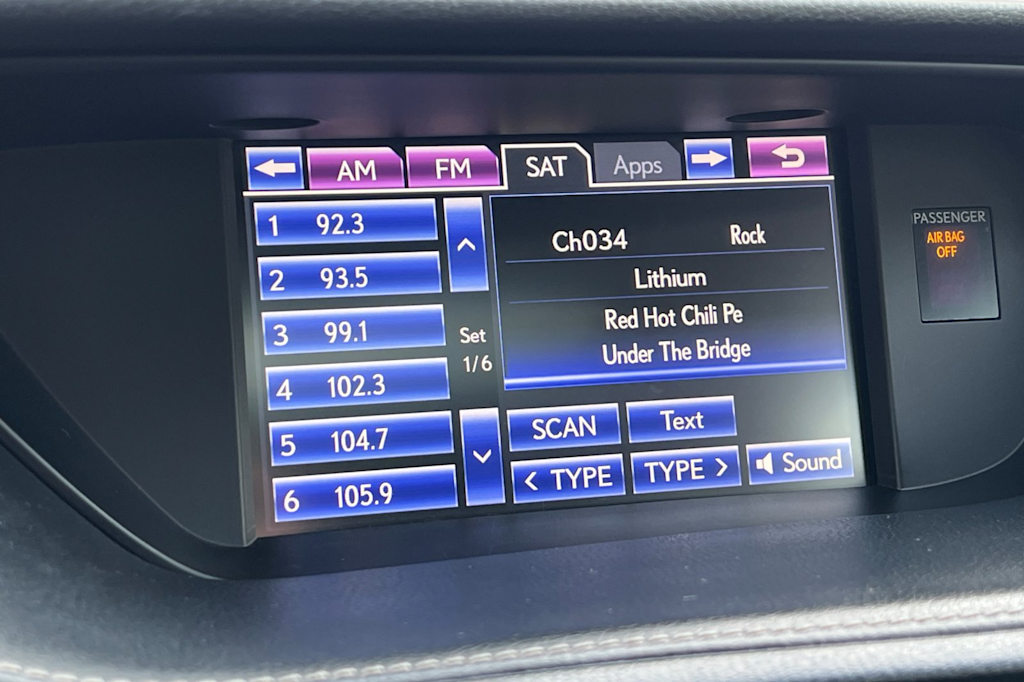 AM FM SAT Apps
1 92.3
2 93.5
3 99.1
4 102.3
5 104.7
6 105.9
Set
1/6
Ch034 Rock
Lithium
Red Hot Chili Pe
Under The Bridge
SCAN Text
< TYPE TYPE > Sound
PASSENGER
AIR BAG
OFF